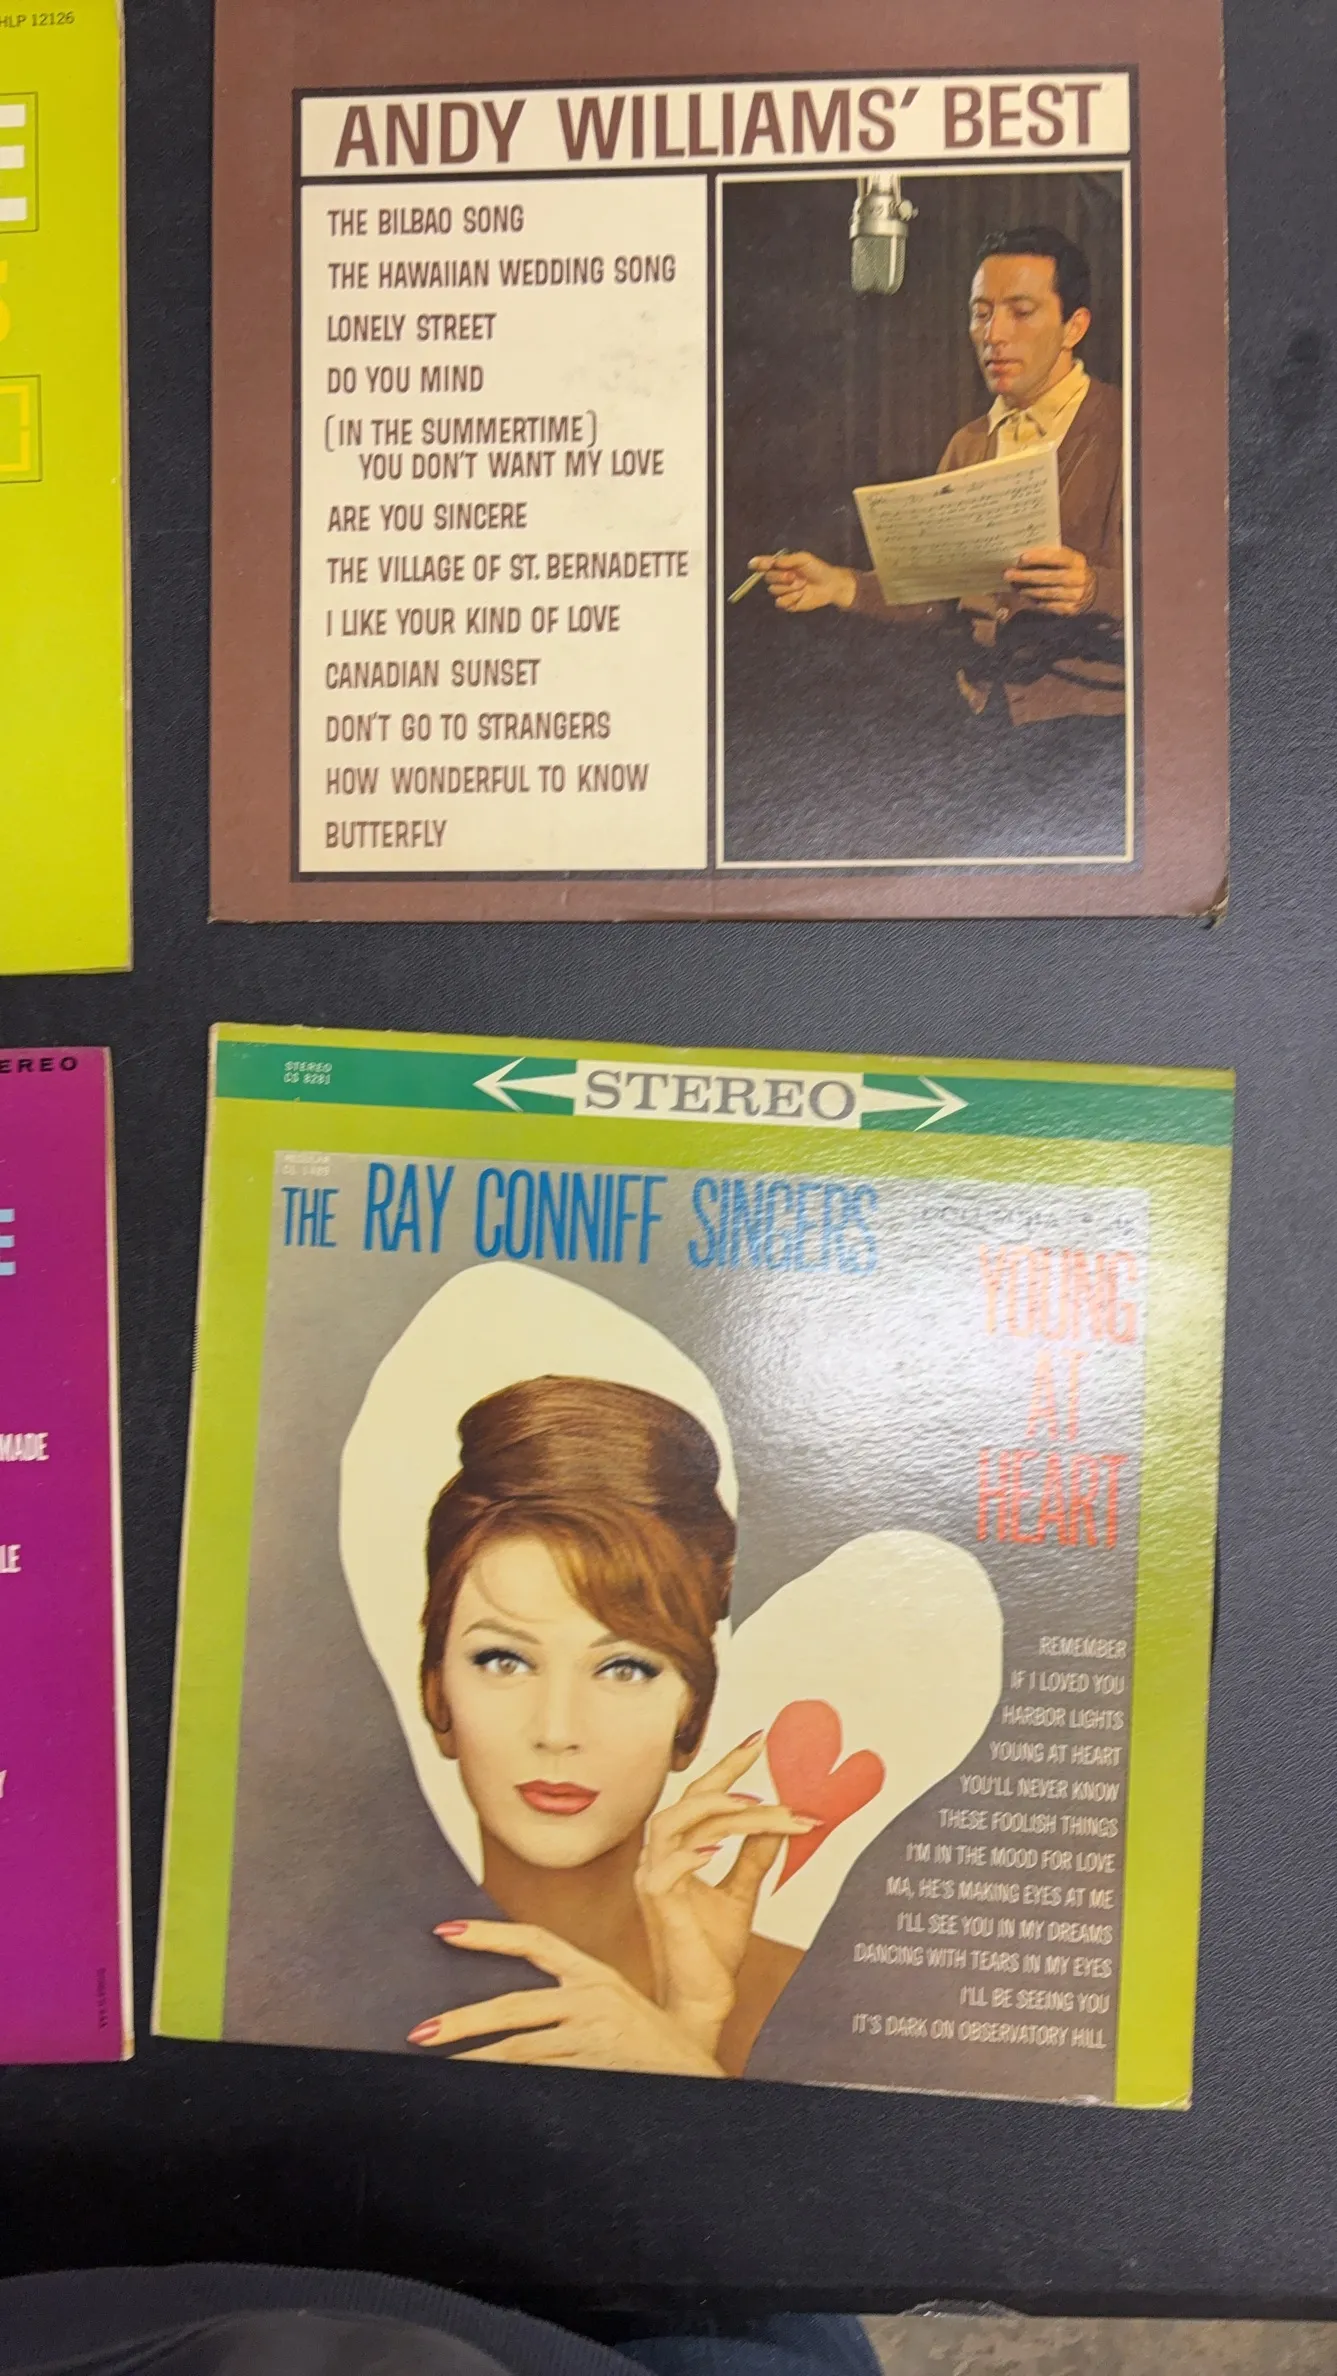 HLP 12126
E
S
ANDY WILLIAMS' BEST
THE BILBAO SONG
THE HAWAIIAN WEDDING SONG
LONELY STREET
DO YOU MIND
(IN THE SUMMERTIME)
YOU DON'T WANT MY LOVE
ARE YOU SINCERE
THE VILLAGE OF ST. BERNADETTE
I LIKE YOUR KIND OF LOVE
CANADIAN SUNSET
DON'T GO TO STRANGERS
HOW WONDERFUL TO KNOW
BUTTERFLY
EREO
E
MADE
LE
Y
STEREO
CS 8281
STEREO
THE RAY CONNIFF SINGERS
YOUNG
AT
HEART
REMEMBER
IF I LOVED YOU
HARBOR LIGHTS
YOUNG AT HEART
YOU'LL NEVER KNOW
THESE FOOLISH THINGS
I'M IN THE MOOD FOR LOVE
MA, HE'S MAKING EYES AT ME
I'LL SEE YOU IN MY DREAMS
DANCING WITH TEARS IN MY EYES
I'LL BE SEEING YOU
IT'S DARK ON OBSERVATORY HILL